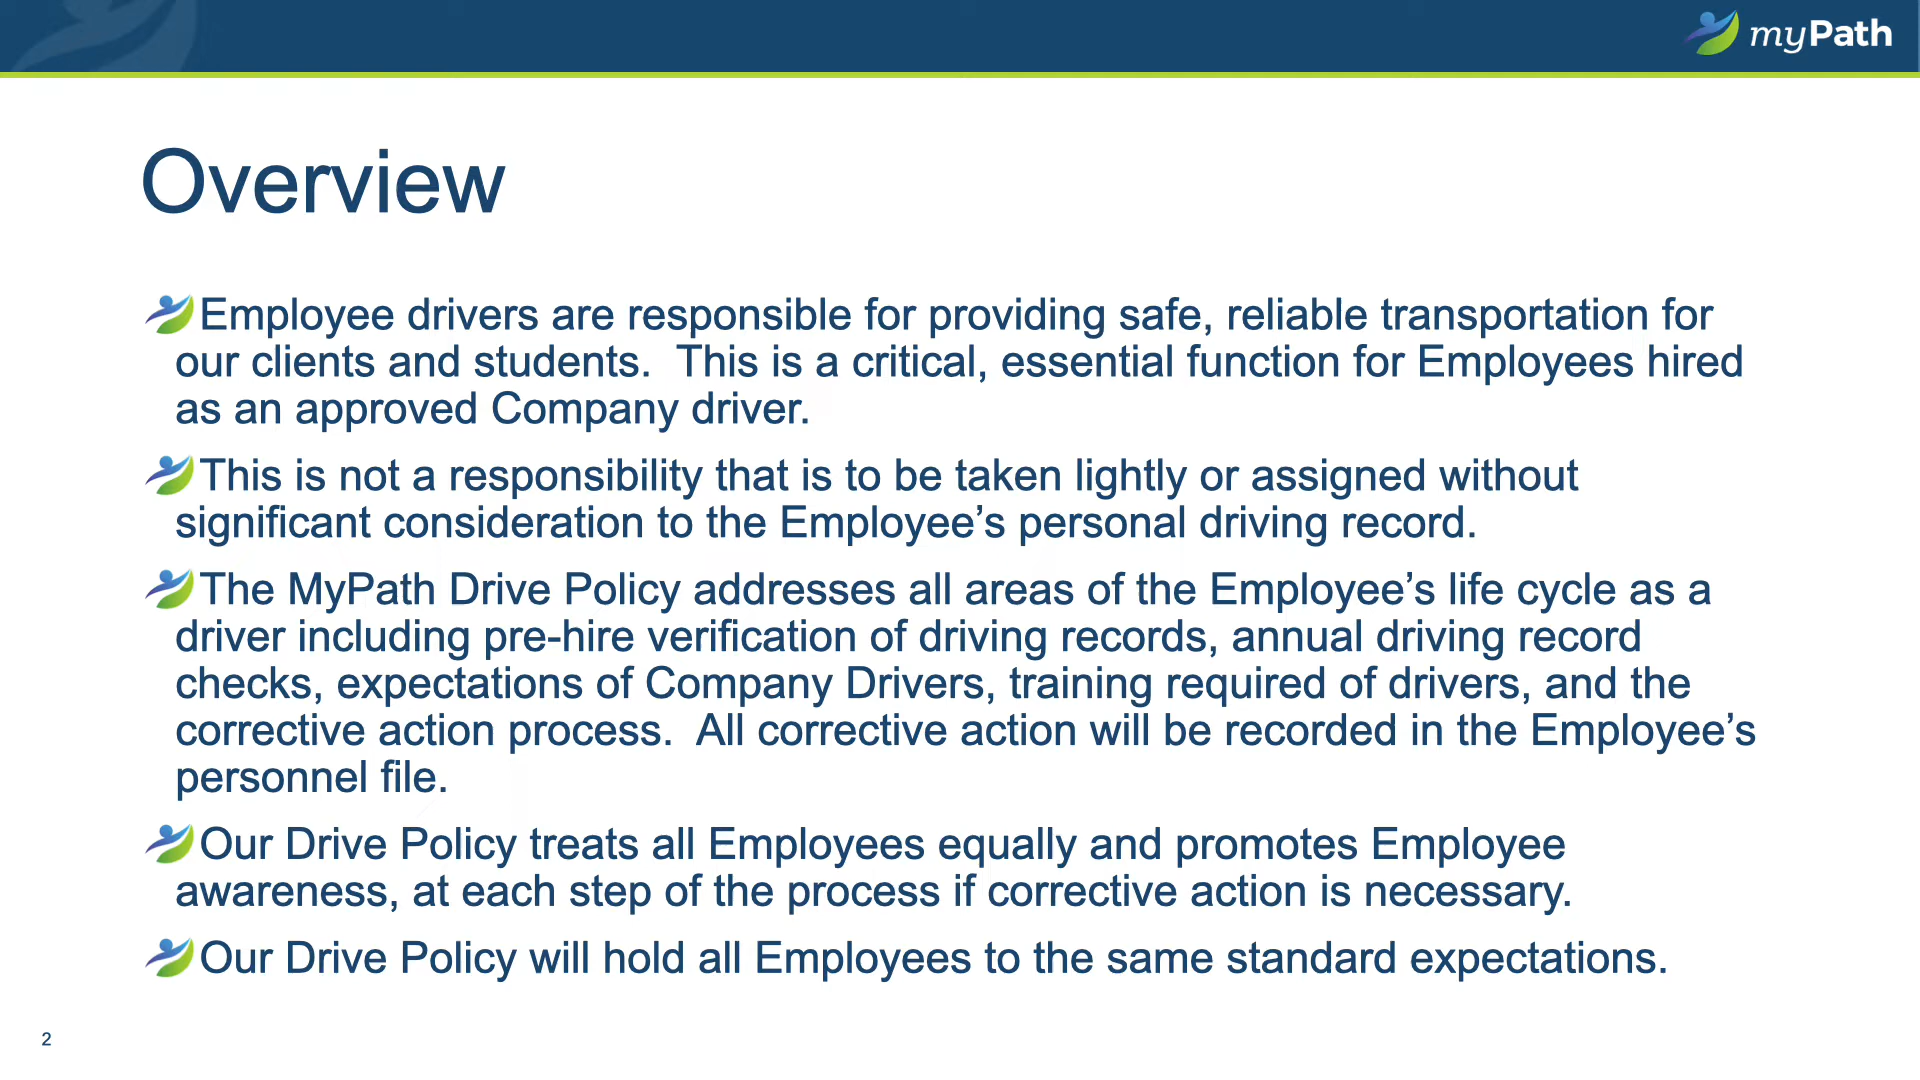 myPath
Overview
Employee drivers are responsible for providing safe, reliable transportation for
our clients and students.  This is a critical, essential function for Employees hired
as an approved Company driver.
This is not a responsibility that is to be taken lightly or assigned without
significant consideration to the Employee’s personal driving record.
The MyPath Drive Policy addresses all areas of the Employee’s life cycle as a
driver including pre-hire verification of driving records, annual driving record
checks, expectations of Company Drivers, training required of drivers, and the
corrective action process.  All corrective action will be recorded in the Employee’s
personnel file.
Our Drive Policy treats all Employees equally and promotes Employee
awareness, at each step of the process if corrective action is necessary.
Our Drive Policy will hold all Employees to the same standard expectations.
2